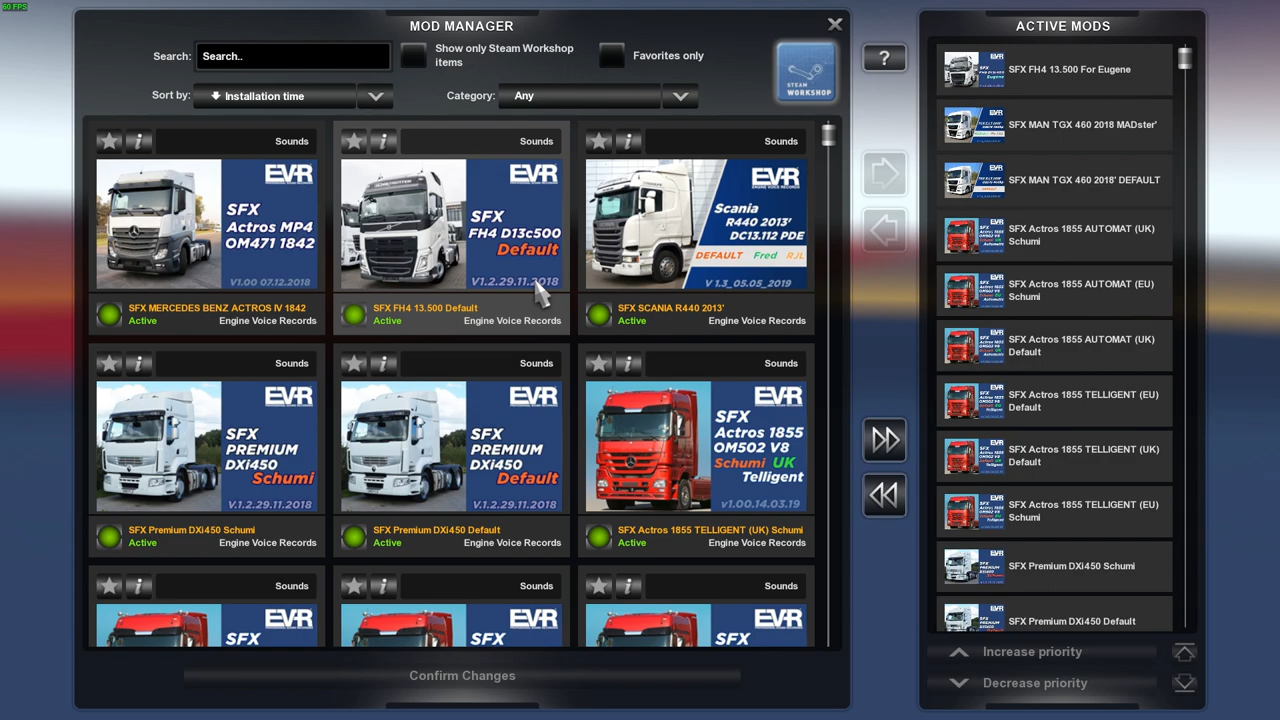 60 FPS
MOD MANAGER
Search:
Search..
Show only Steam Workshop
items
Favorites only
STEAM
WORKSHOP
Sort by:
Installation time
Category:
Any
Sounds
EVR
SFX
Actros MP4
OM471 1842
SFX MERCEDES BENZ ACTROS IV 1842
Active
Engine Voice Records
Sounds
EVR
SFX
FH4 D13c500
Default
V1.2.29.11.2018
SFX FH4 13.500 Default
Active
Engine Voice Records
Sounds
EVR
ENGINE VOICE RECORDS
Scania
R440 2013'
DC13.112 PDE
DEFAULT Fred RJL
V 1.3_05.05_2019
SFX SCANIA R440 2013'
Active
Engine Voice Records
Sounds
EVR
SFX
PREMIUM
DXi450
Schumi
V.1.2.29.11.2018
SFX Premium DXi450 Schumi
Active
Engine Voice Records
Sounds
EVR
SFX
PREMIUM
DXi450
Default
V.1.2.29.11.2018
SFX Premium DXi450 Default
Active
Engine Voice Records
Sounds
EVR
SFX
Actros 1855
OM502 V8
Schumi UK
Telligent
v1.00.14.03.19
SFX Actros 1855 TELLIGENT (UK) Schumi
Active
Engine Voice Records
Sounds
EVR
SFX
Sounds
EVR
SFX
Sounds
EVR
SFX
Confirm Changes
?
ACTIVE MODS
SFX FH4 13.500 For Eugene
SFX MAN TGX 460 2018 MADster'
SFX MAN TGX 460 2018' DEFAULT
SFX Actros 1855 AUTOMAT (UK)
Schumi
SFX Actros 1855 AUTOMAT (EU)
Schumi
SFX Actros 1855 AUTOMAT (UK)
Default
SFX Actros 1855 TELLIGENT (EU)
Default
SFX Actros 1855 TELLIGENT (UK)
Default
SFX Actros 1855 TELLIGENT (EU)
Schumi
SFX Premium DXi450 Schumi
SFX Premium DXi450 Default
Increase priority
Decrease priority